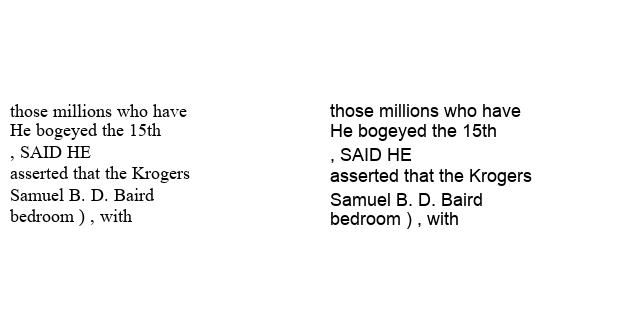 those millions who have
He bogeyed the 15th
, SAID HE
asserted that the Krogers
Samuel B. D. Baird
bedroom ) , with
those millions who have
He bogeyed the 15th
, SAID HE
asserted that the Krogers
Samuel B. D. Baird
bedroom ) , with